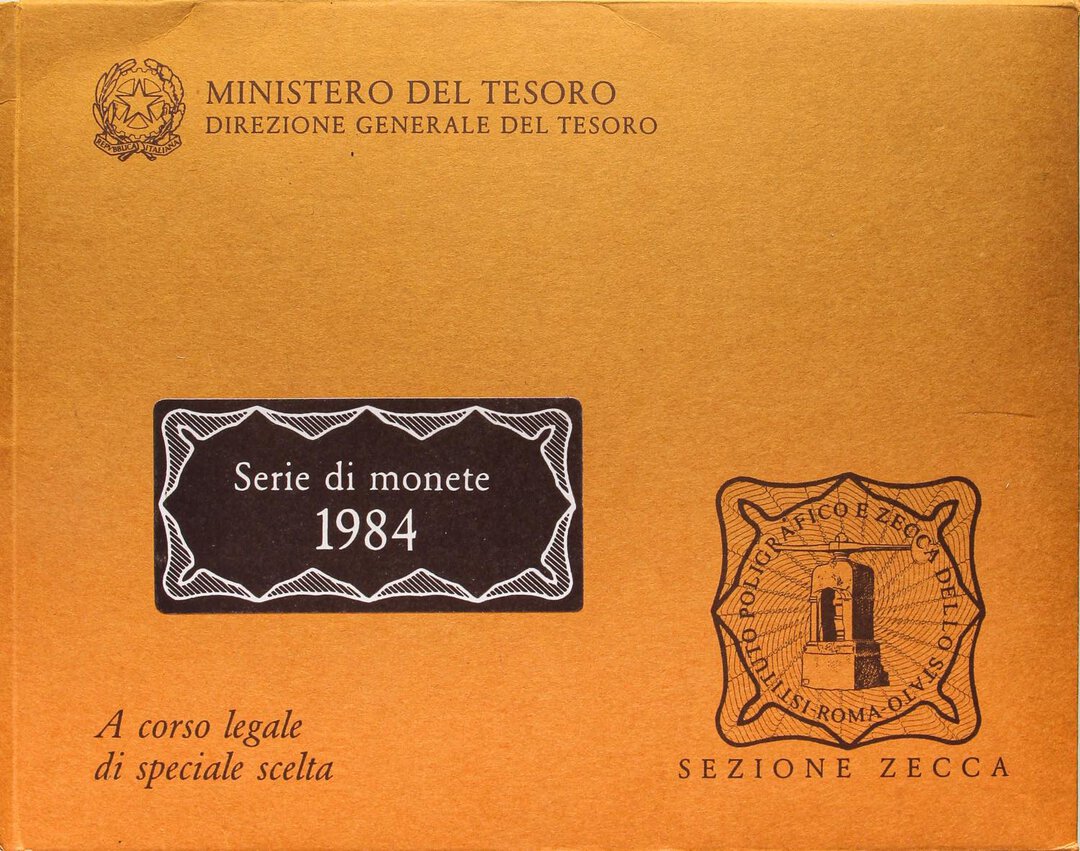 MINISTERO DEL TESORO
DIREZIONE GENERALE DEL TESORO
REPVBBLICA ITALIANA
Serie di monete
1984
A corso legale
di speciale scelta
ISTITUTO POLIGRAFICO E ZECCA DELLO STATO-ROMA-
SEZIONE ZECCA